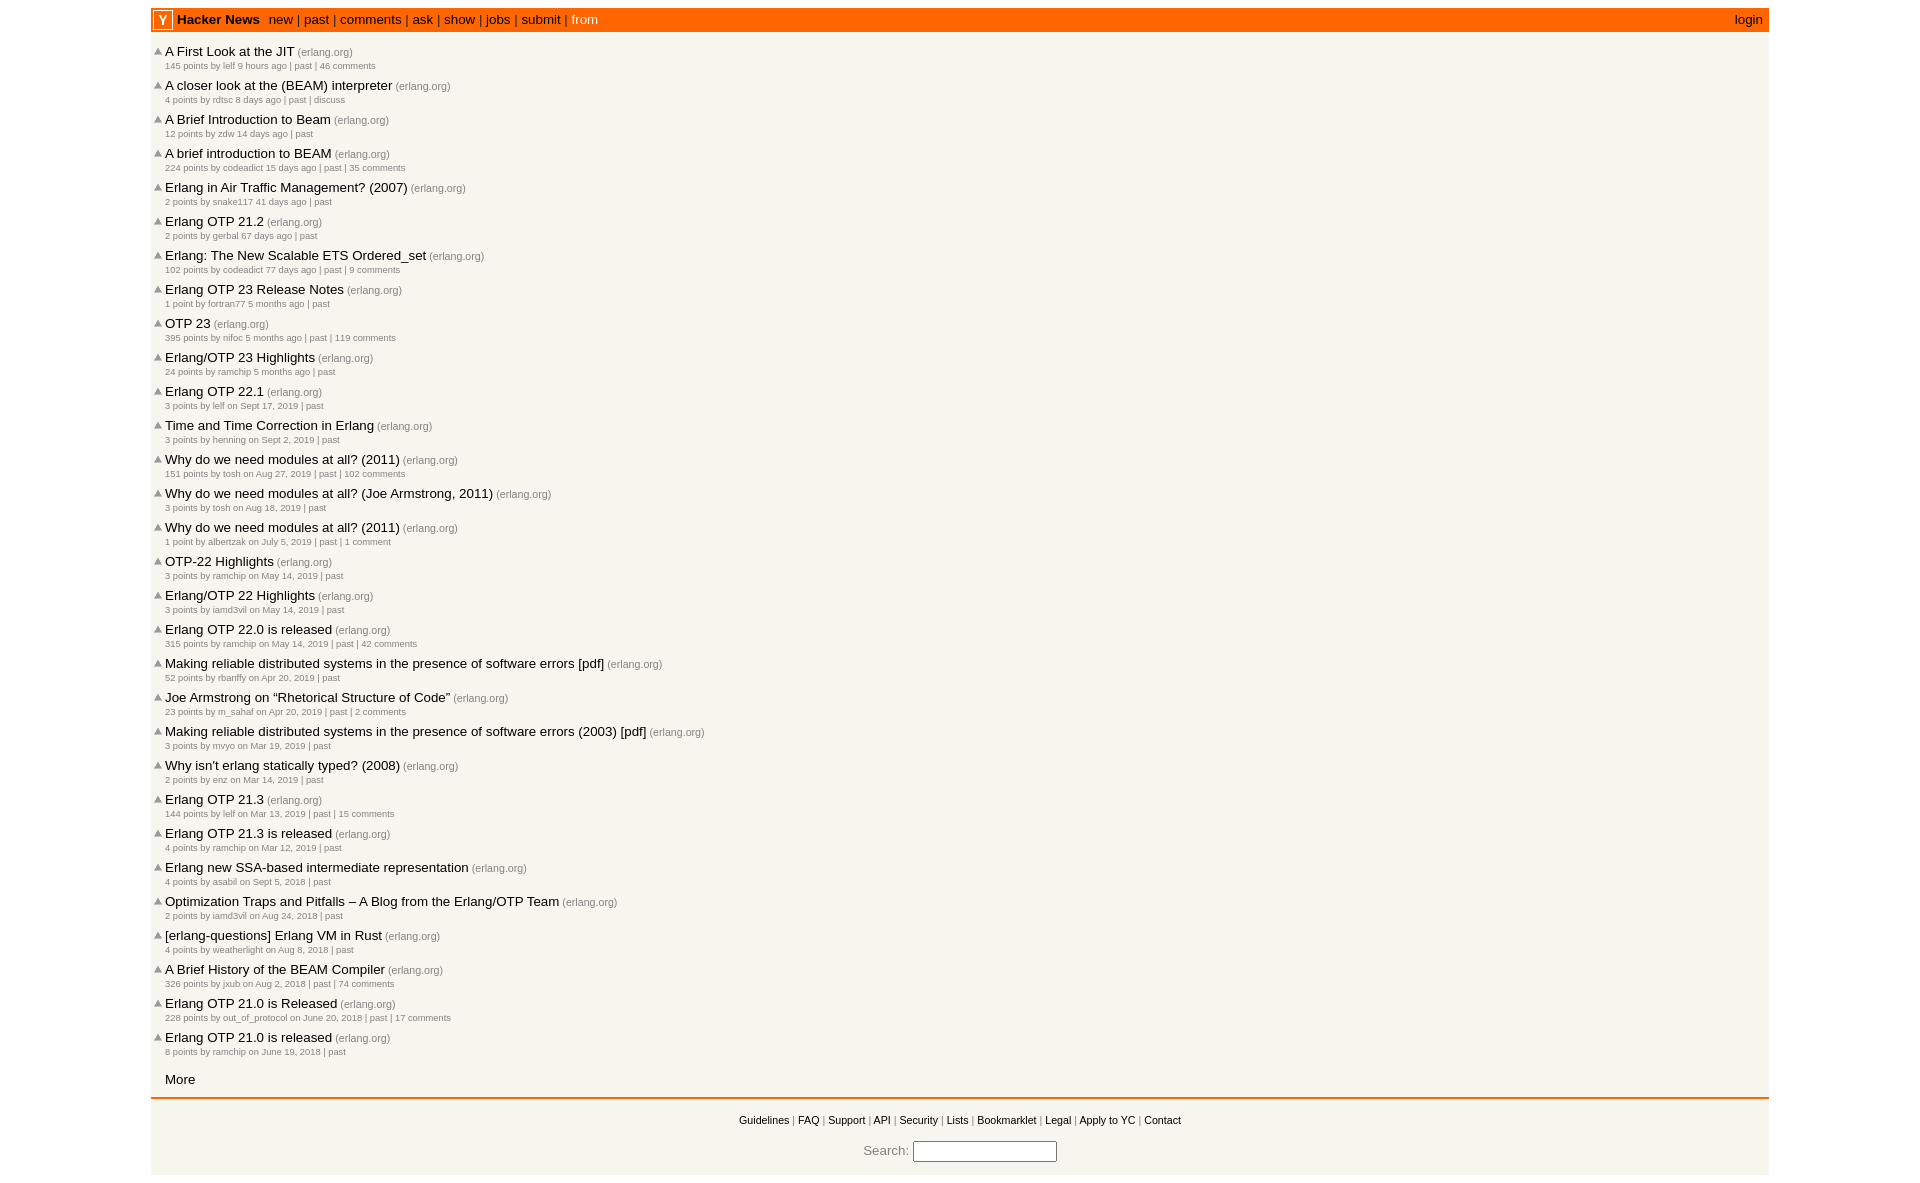 Y Hacker News new | past | comments | ask | show | jobs | submit | from login
A First Look at the JIT (erlang.org)
145 points by lelf 9 hours ago | past | 46 comments
A closer look at the (BEAM) interpreter (erlang.org)
4 points by rdtsc 8 days ago | past | discuss
A Brief Introduction to Beam (erlang.org)
12 points by zdw 14 days ago | past
A brief introduction to BEAM (erlang.org)
224 points by codeadict 15 days ago | past | 35 comments
Erlang in Air Traffic Management? (2007) (erlang.org)
2 points by snake117 41 days ago | past
Erlang OTP 21.2 (erlang.org)
2 points by gerbal 67 days ago | past
Erlang: The New Scalable ETS Ordered_set (erlang.org)
102 points by codeadict 77 days ago | past | 9 comments
Erlang OTP 23 Release Notes (erlang.org)
1 point by fortran77 5 months ago | past
OTP 23 (erlang.org)
395 points by nifoc 5 months ago | past | 119 comments
Erlang/OTP 23 Highlights (erlang.org)
24 points by ramchip 5 months ago | past
Erlang OTP 22.1 (erlang.org)
3 points by lelf on Sept 17, 2019 | past
Time and Time Correction in Erlang (erlang.org)
3 points by henning on Sept 2, 2019 | past
Why do we need modules at all? (2011) (erlang.org)
151 points by tosh on Aug 27, 2019 | past | 102 comments
Why do we need modules at all? (Joe Armstrong, 2011) (erlang.org)
3 points by tosh on Aug 18, 2019 | past
Why do we need modules at all? (2011) (erlang.org)
1 point by albertzak on July 5, 2019 | past | 1 comment
OTP-22 Highlights (erlang.org)
3 points by ramchip on May 14, 2019 | past
Erlang/OTP 22 Highlights (erlang.org)
3 points by iamd3vil on May 14, 2019 | past
Erlang OTP 22.0 is released (erlang.org)
315 points by ramchip on May 14, 2019 | past | 42 comments
Making reliable distributed systems in the presence of software errors [pdf] (erlang.org)
52 points by rbanffy on Apr 20, 2019 | past
Joe Armstrong on “Rhetorical Structure of Code” (erlang.org)
23 points by m_sahaf on Apr 20, 2019 | past | 2 comments
Making reliable distributed systems in the presence of software errors (2003) [pdf] (erlang.org)
3 points by mvyo on Mar 19, 2019 | past
Why isn't erlang statically typed? (2008) (erlang.org)
2 points by enz on Mar 14, 2019 | past
Erlang OTP 21.3 (erlang.org)
144 points by lelf on Mar 13, 2019 | past | 15 comments
Erlang OTP 21.3 is released (erlang.org)
4 points by ramchip on Mar 12, 2019 | past
Erlang new SSA-based intermediate representation (erlang.org)
4 points by asabil on Sept 5, 2018 | past
Optimization Traps and Pitfalls – A Blog from the Erlang/OTP Team (erlang.org)
2 points by iamd3vil on Aug 24, 2018 | past
[erlang-questions] Erlang VM in Rust (erlang.org)
4 points by weatherlight on Aug 8, 2018 | past
A Brief History of the BEAM Compiler (erlang.org)
326 points by jxub on Aug 2, 2018 | past | 74 comments
Erlang OTP 21.0 is Released (erlang.org)
228 points by out_of_protocol on June 20, 2018 | past | 17 comments
Erlang OTP 21.0 is released (erlang.org)
8 points by ramchip on June 19, 2018 | past
More
Guidelines | FAQ | Support | API | Security | Lists | Bookmarklet | Legal | Apply to YC | Contact
Search: